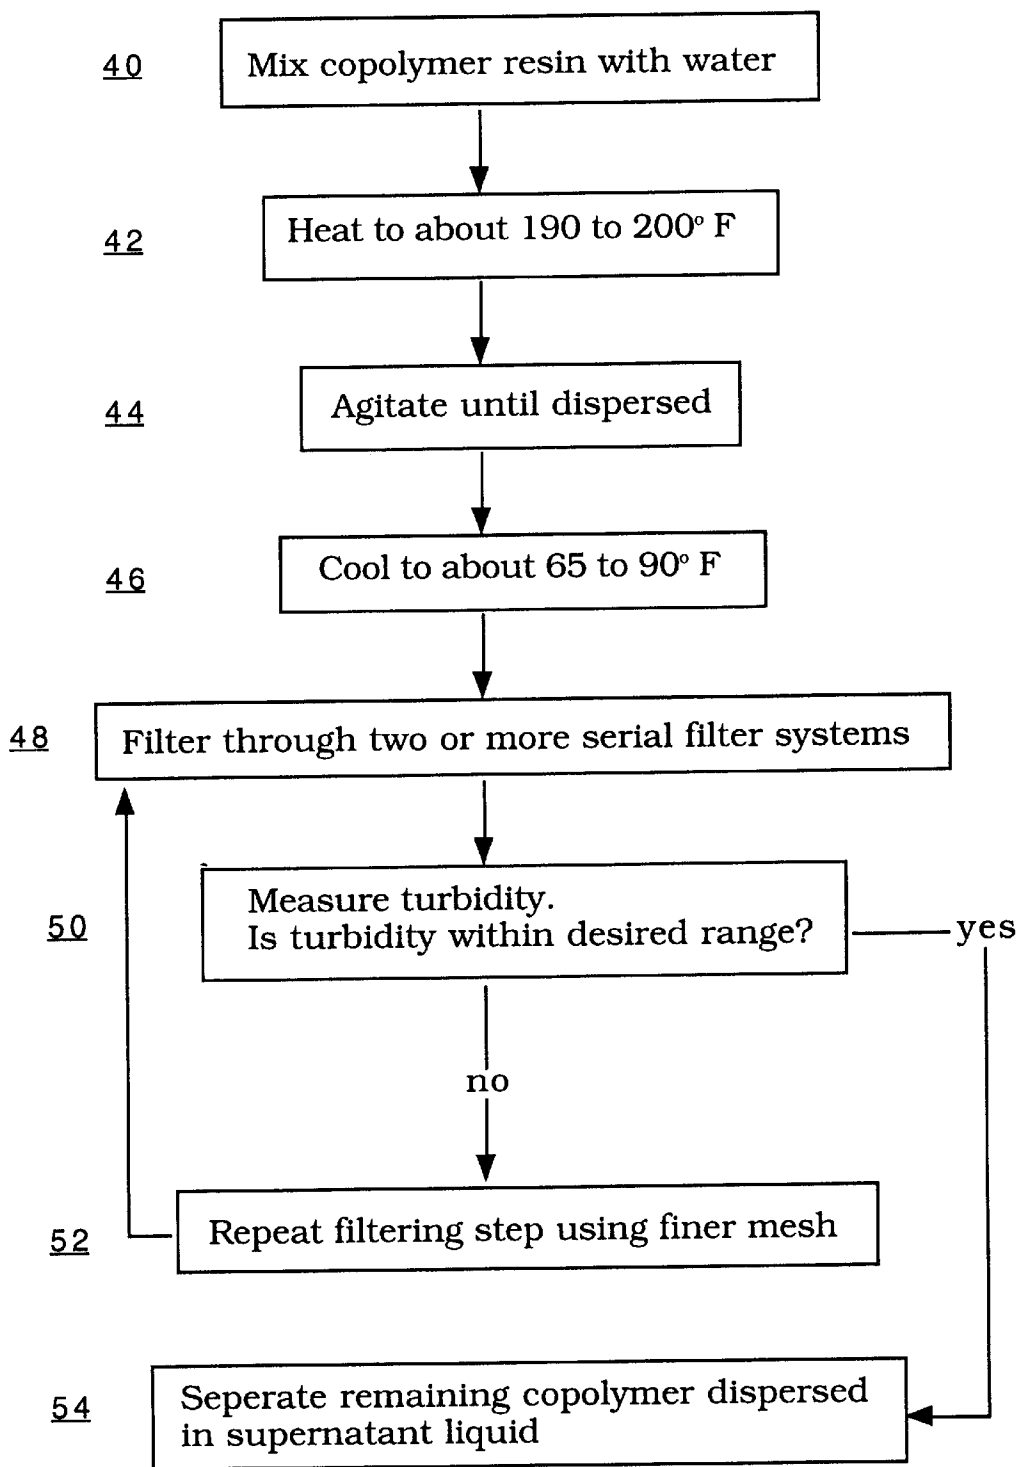 40 Mix copolymer resin with water
42 Heat to about 190 to 200° F
44 Agitate until dispersed
46 Cool to about 65 to 90° F
48 Filter through two or more serial filter systems
Measure turbidity.
50 Is turbidity within desired range? yes
no
52 Repeat filtering step using finer mesh
54 Seperate remaining copolymer dispersed
in supernatant liquid